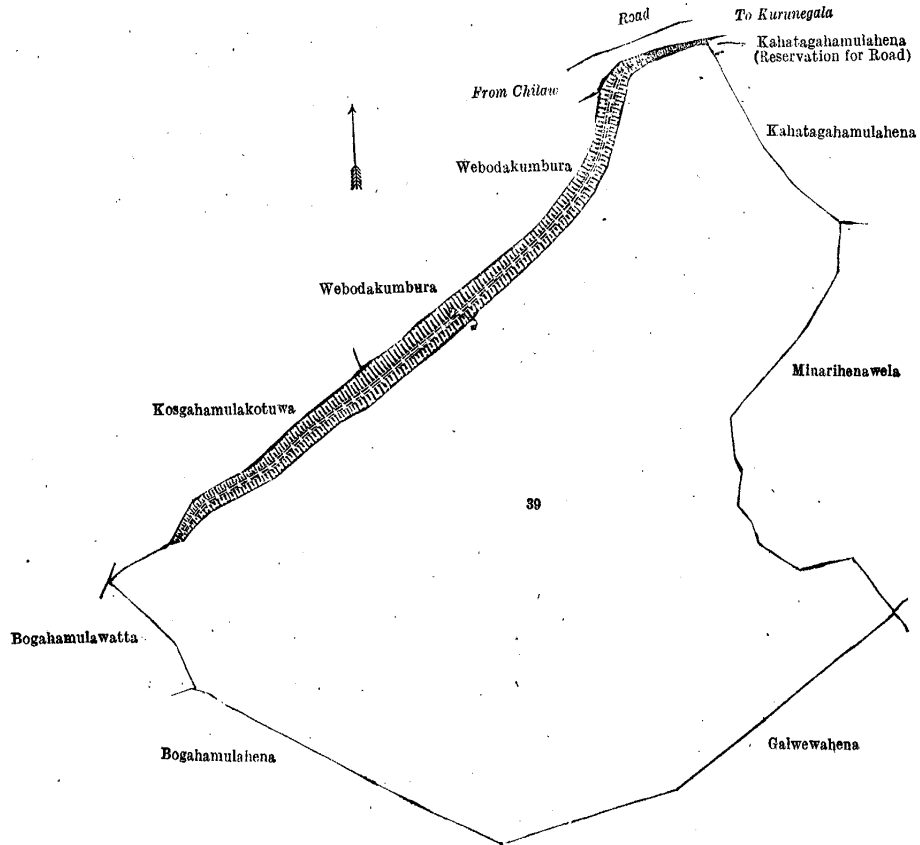 Road
To Kurunegala
Kahatagahamulahena
(Reservation for Road)
From Chilaw
Kahatagahamulahena
Webodakumbura
Webodakumbura
Minarihenawela
Kosgahamulakotuwa
39
Bogahamulawatta
Bogahamulahena
Galwewahena